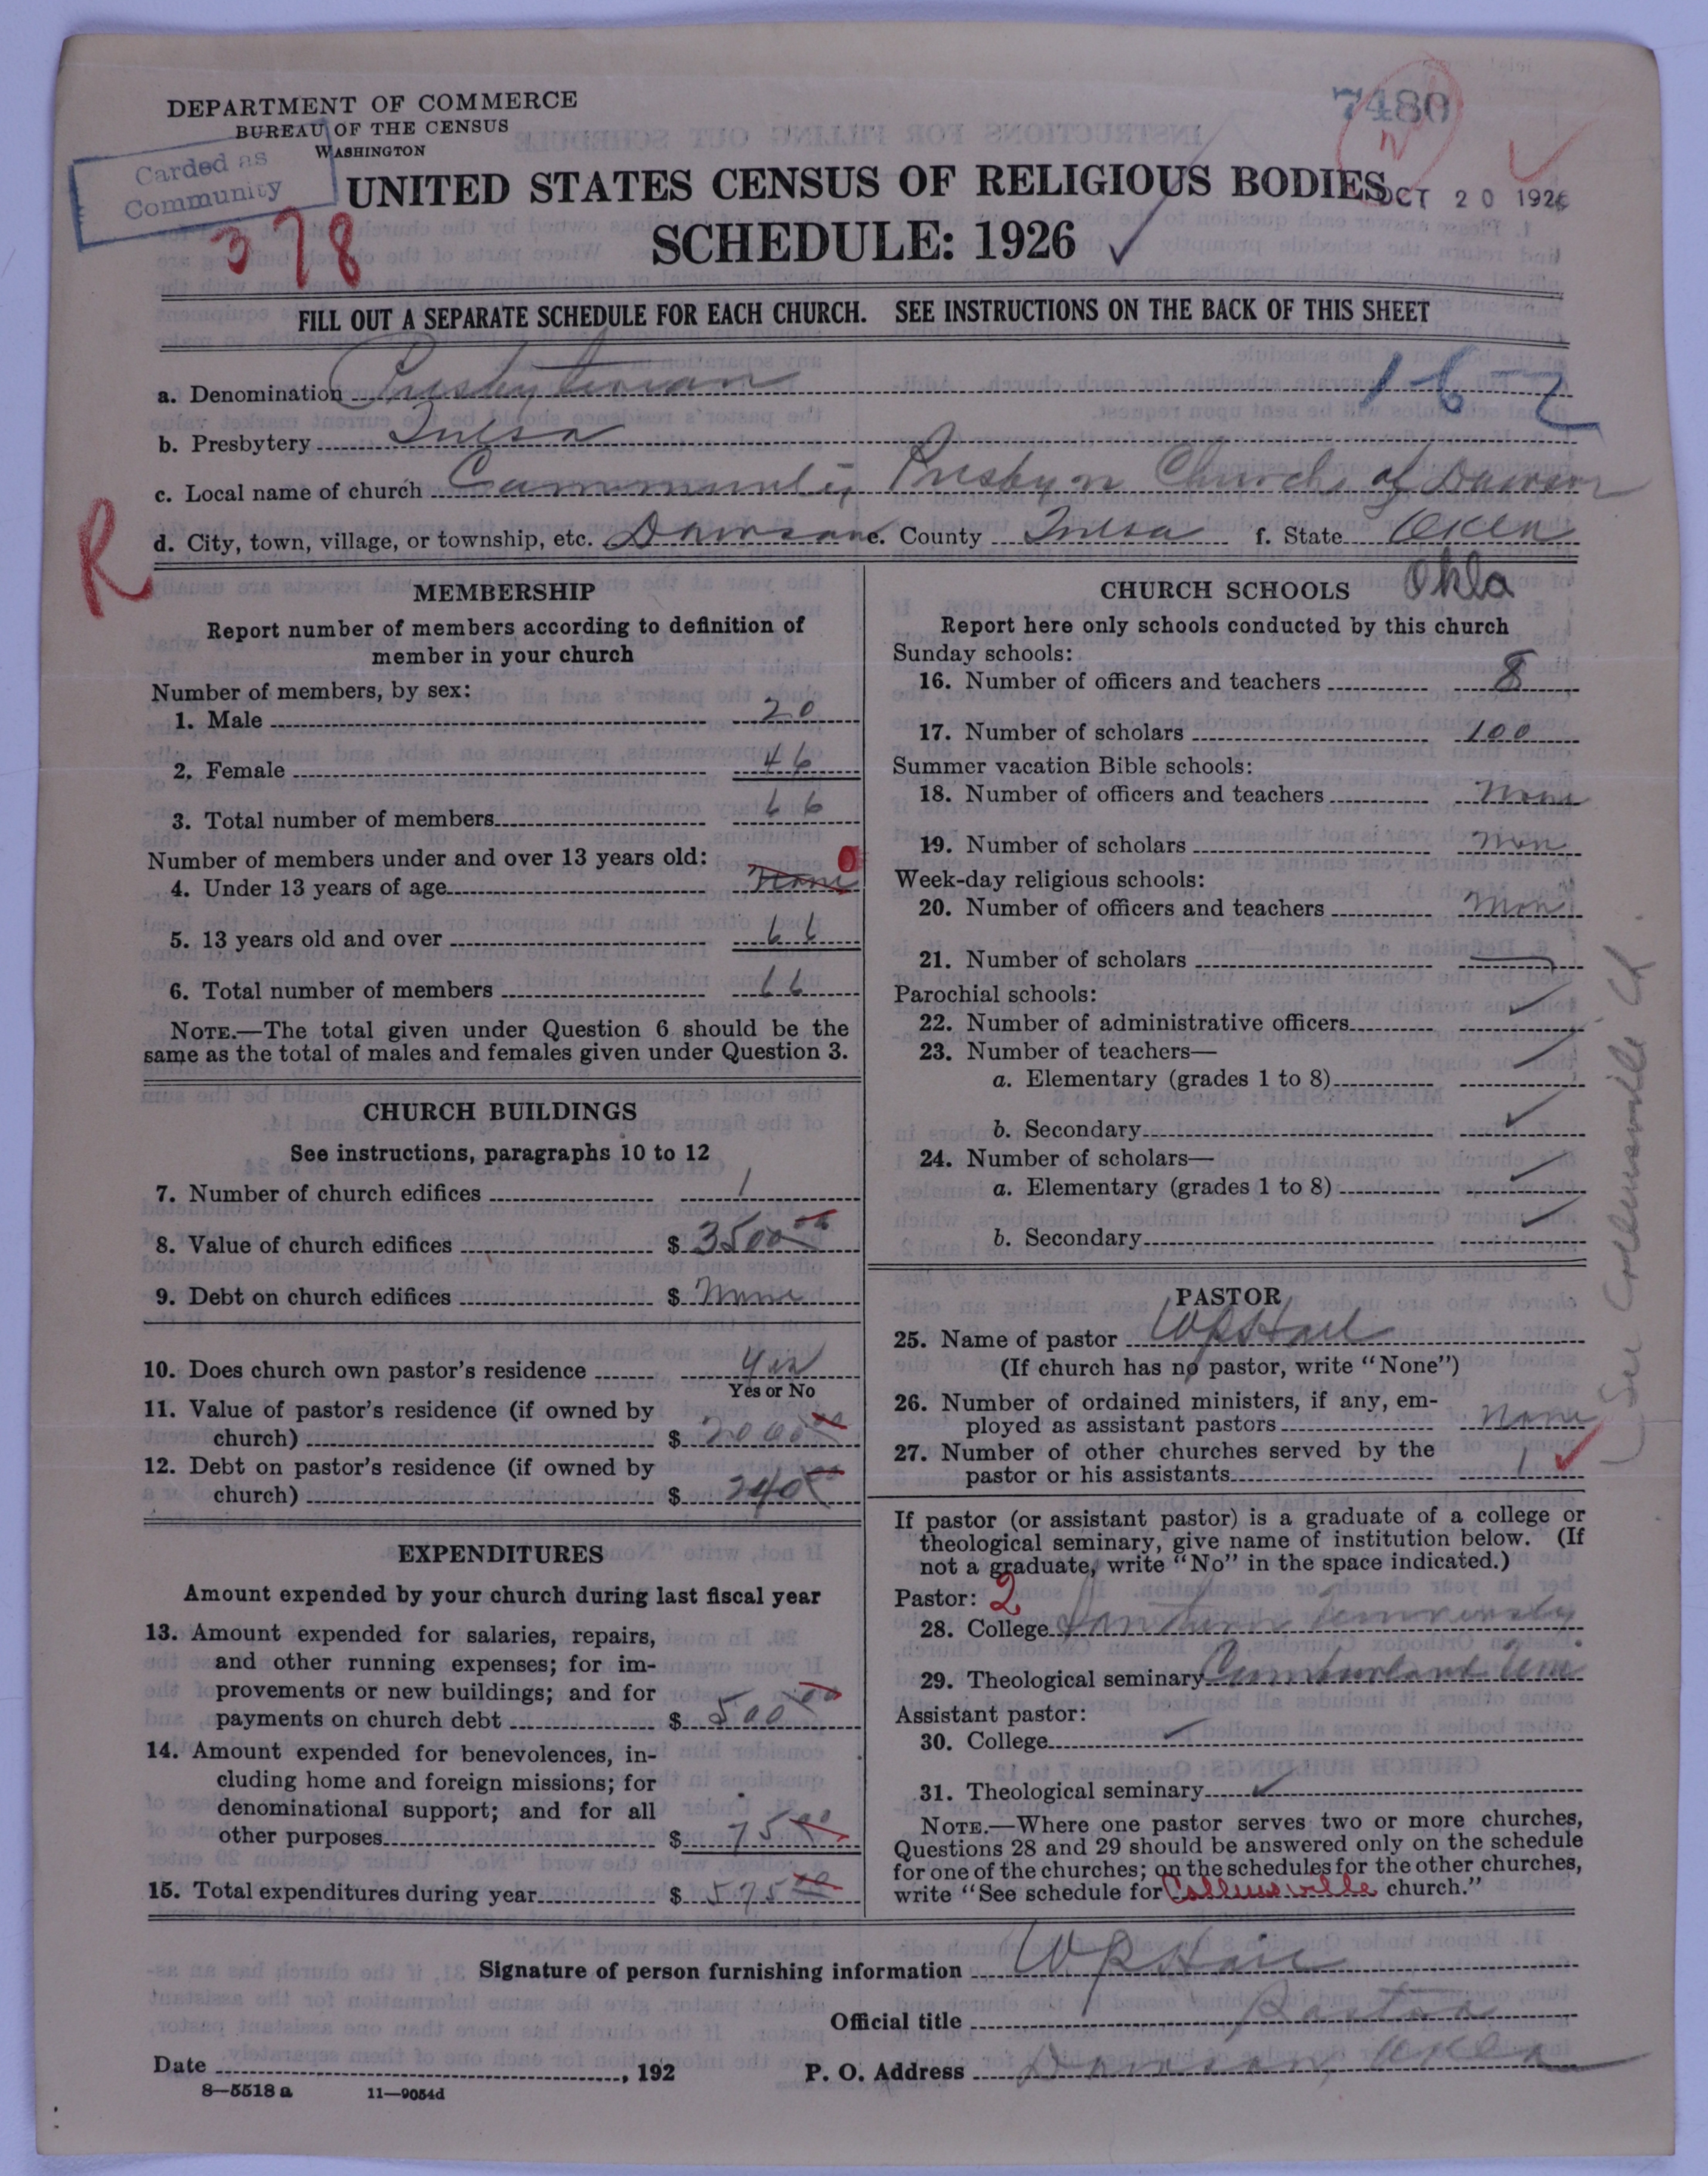 DEPARTMENT OF COMMERCE
BUREAU OF THE CENSUS
WASHINGTON
Carded as
Community
378
7480
OCT 20 1926
UNITED STATES CENSUS OF RELIGIOUS BODIES
SCHEDULE: 1926
FILL OUT A SEPARATE SCHEDULE FOR EACH CHURCH. SEE INSTRUCTIONS ON THE BACK OF THIS SHEET
a. Denomination Presbyterian
b. Presbytery Tulsa
c. Local name of church Community Presbyn Church of Dawson
R
d. City, town, village, or township, etc. Dawson e. County Tulsa f. State Okla
Okla
MEMBERSHIP
Report number of members according to definition of
member in your church
Number of members, by sex:
1. Male 20
2. Female 46
3. Total number of members 66
Number of members under and over 13 years old:
4. Under 13 years of age None 0
5. 13 years old and over 66
6. Total number of members 66
NOTE.—The total given under Question 6 should be the
same as the total of males and females given under Question 3.
CHURCH BUILDINGS
See instructions, paragraphs 10 to 12
7. Number of church edifices 1
8. Value of church edifices $ 3500 00
9. Debt on church edifices $ None
10. Does church own pastor's residence Yes
Yes or No
11. Value of pastor's residence (if owned by
church) $ 2000 00
12. Debt on pastor's residence (if owned by
church) $ 240
EXPENDITURES
Amount expended by your church during last fiscal year
13. Amount expended for salaries, repairs,
and other running expenses; for im-
provements or new buildings; and for
payments on church debt $ 500 00
14. Amount expended for benevolences, in-
cluding home and foreign missions; for
denominational support; and for all
other purposes $ 75 00
15. Total expenditures during year $ 575 00
CHURCH SCHOOLS
Report here only schools conducted by this church
Sunday schools:
16. Number of officers and teachers 8
17. Number of scholars 100
Summer vacation Bible schools:
18. Number of officers and teachers None
19. Number of scholars Non
Week-day religious schools:
20. Number of officers and teachers Non
21. Number of scholars
Parochial schools:
22. Number of administrative officers
23. Number of teachers—
a. Elementary (grades 1 to 8)
b. Secondary
24. Number of scholars—
a. Elementary (grades 1 to 8)
b. Secondary
PASTOR
25. Name of pastor W P Hail
(If church has no pastor, write "None")
26. Number of ordained ministers, if any, em-
ployed as assistant pastors None
27. Number of other churches served by the
pastor or his assistants 1
If pastor (or assistant pastor) is a graduate of a college or
theological seminary, give name of institution below. (If
not a graduate, write "No" in the space indicated.)
Pastor: 2
28. College
29. Theological seminary Cumberland Uni
Assistant pastor:
30. College
31. Theological seminary
NOTE.—Where one pastor serves two or more churches,
Questions 28 and 29 should be answered only on the schedule
for one of the churches; on the schedules for the other churches,
write "See schedule for Collinsville church."
See Collinsville Ch.
Signature of person furnishing information W P Hail
Official title Pastor
Date , 192
P. O. Address Dawson, Okla
8—5518 a 11—9054d